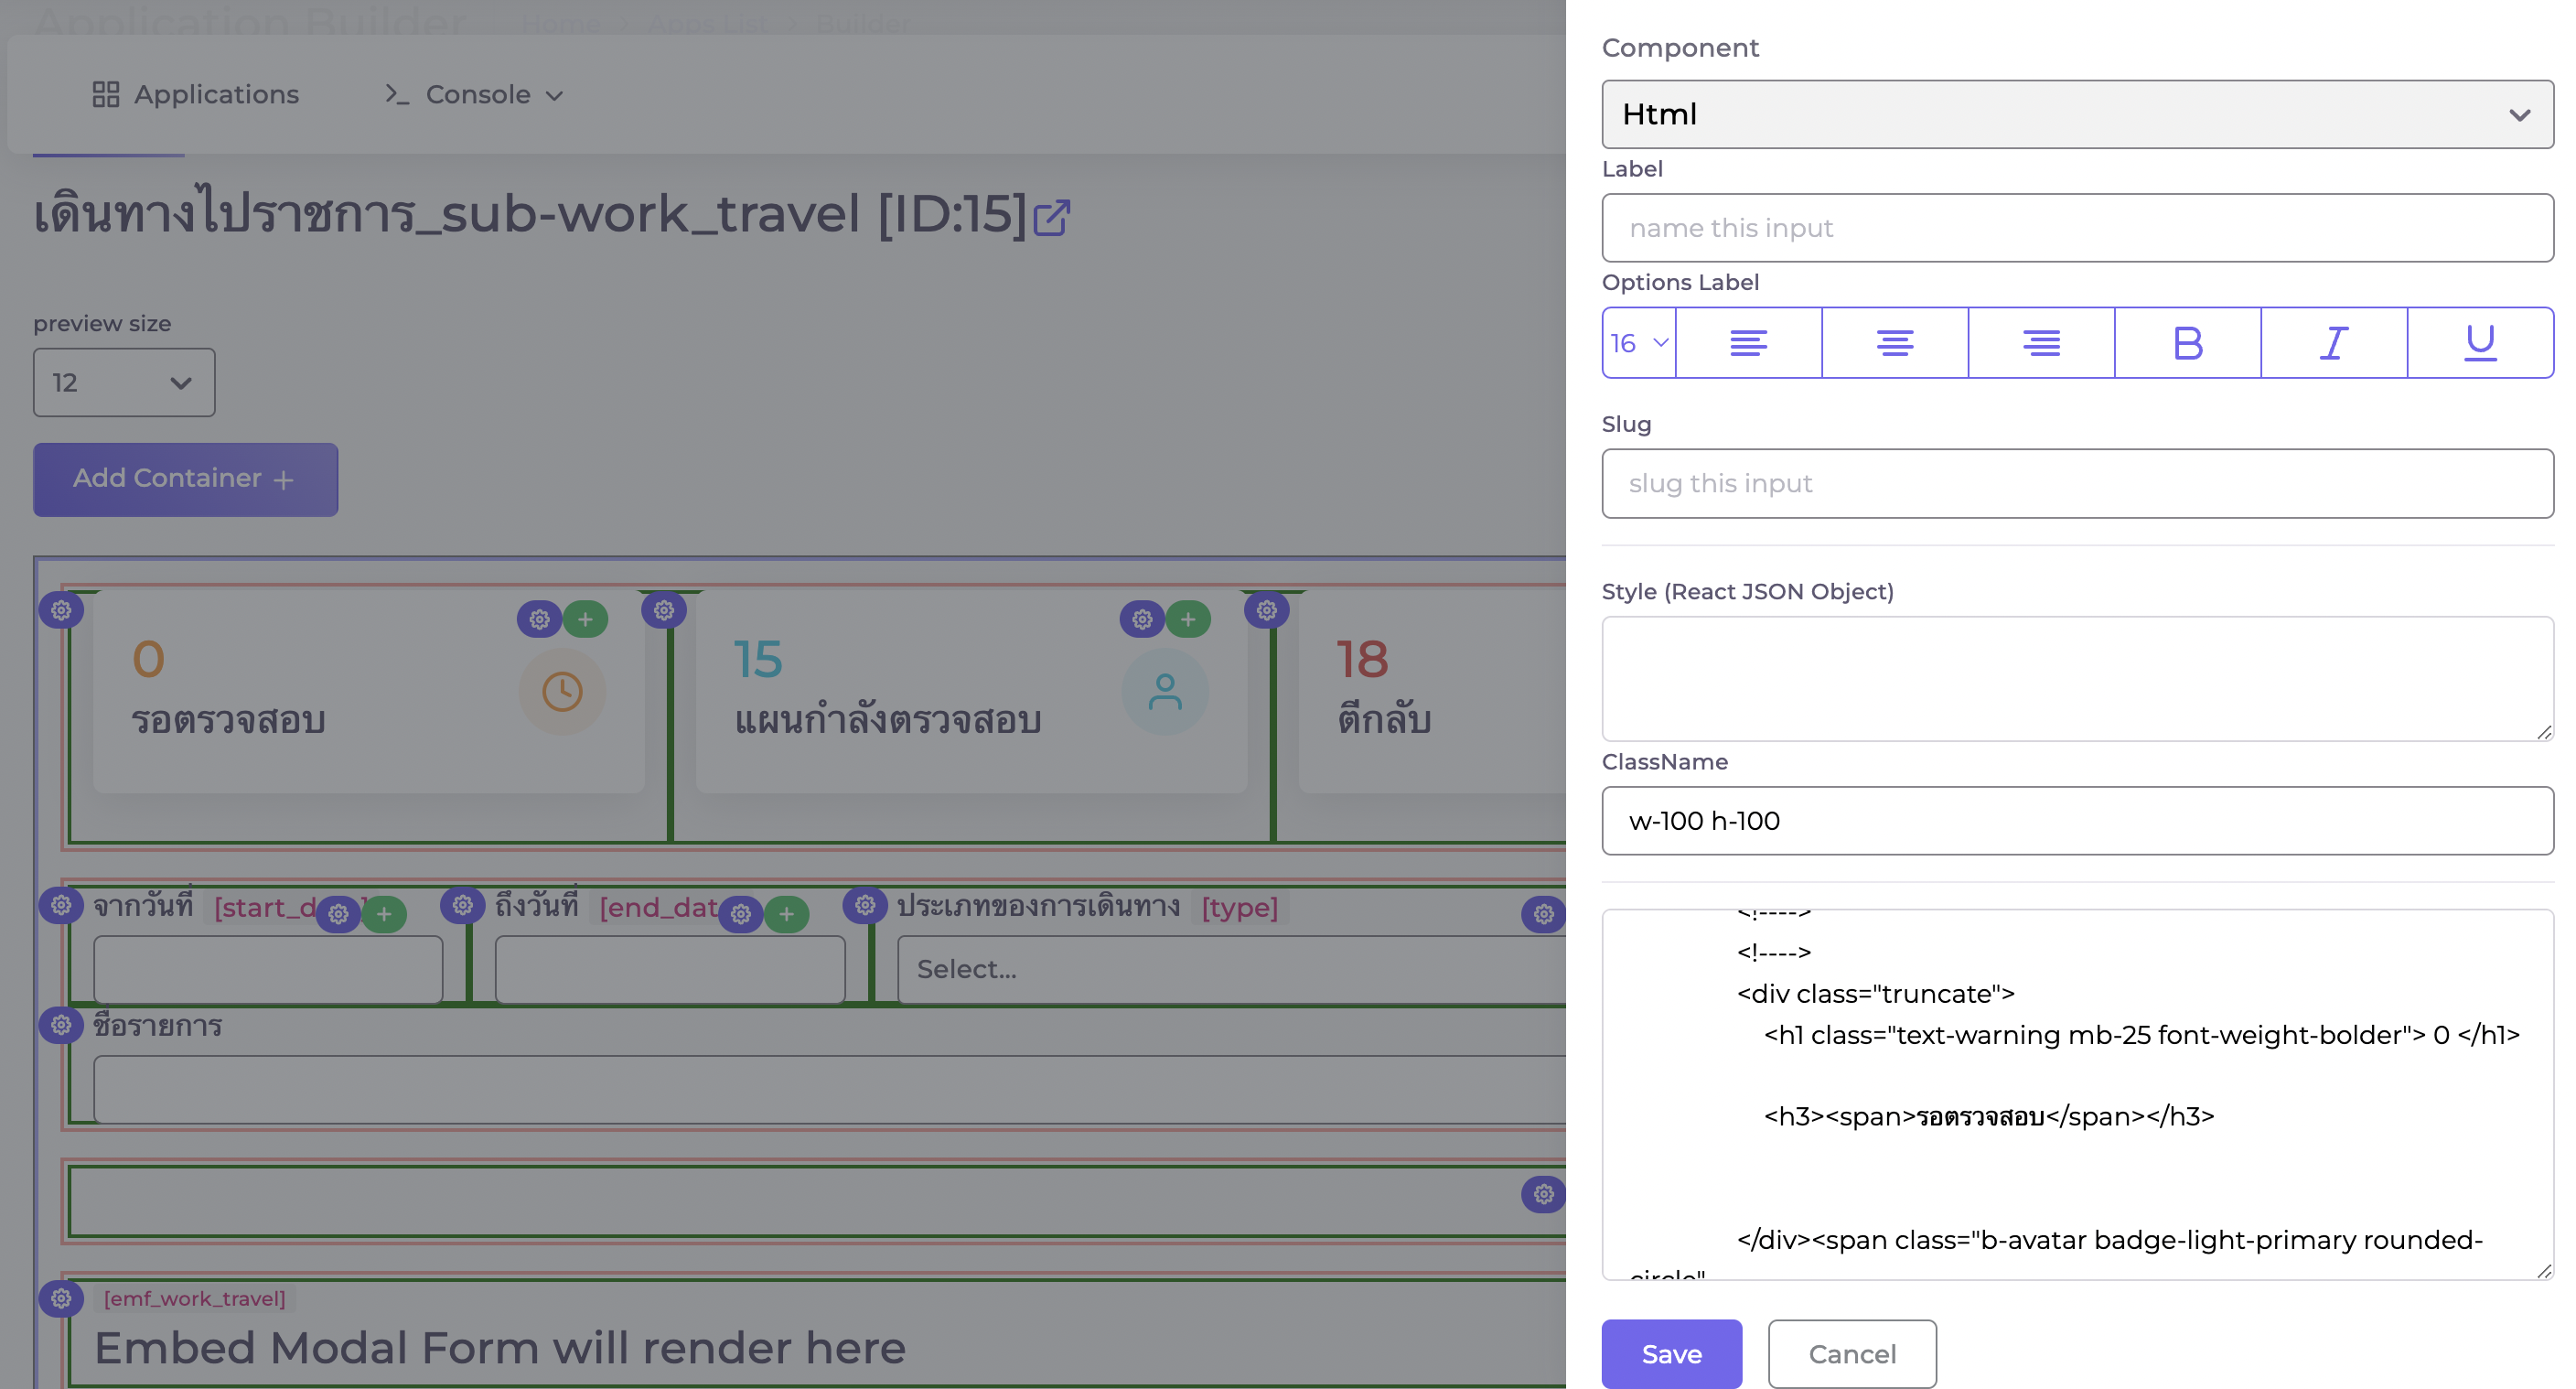 Application Builder
Home > Apps List > Builder
Applications
Console
เดินทางไปราชการ_sub-work_travel [ID:15]
preview size
12
Add Container +
0
รอตรวจสอบ
15
แผนกำลังตรวจสอบ
18
ตีกลับ
จากวันที่
ถึงวันที่
ประเภทของการเดินทาง [type]
Select...
ชื่อรายการ
[emf_work_travel]
Embed Modal Form will render here
Component
Html
Label
name this input
Options Label
16
B I U
Slug
slug this input
Style (React JSON Object)
ClassName
w-100 h-100
<!---->
<!---->
<div class="truncate">
<h1 class="text-warning mb-25 font-weight-bolder"> 0 </h1>
<h3><span>รอตรวจสอบ</span></h3>
</div><span class="b-avatar badge-light-primary rounded-
circle"
Save
Cancel